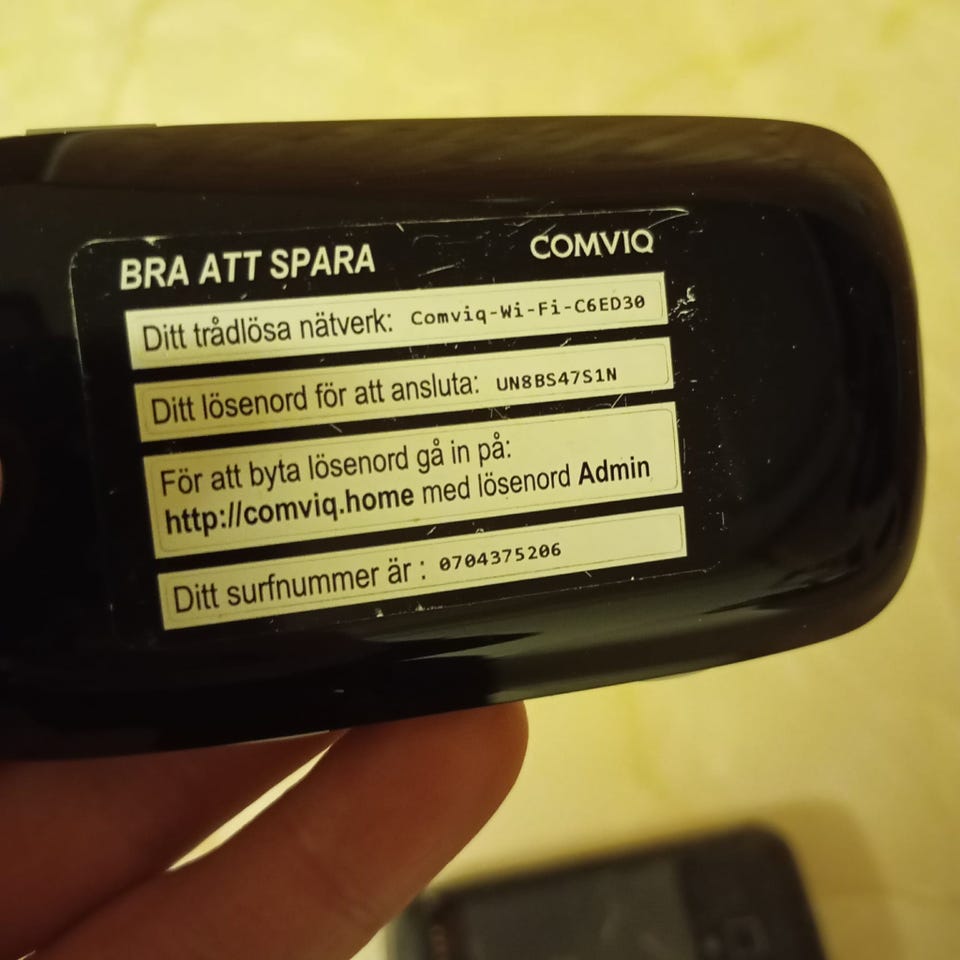 BRA ATT SPARA COMVIQ
Ditt trådlösa nätverk: Comviq-Wi-Fi-C6ED30
Ditt lösenord för att ansluta: UN8BS47S1N
För att byta lösenord gå in på:
http://comviq.home med lösenord Admin
Ditt surfnummer är : 0704375206